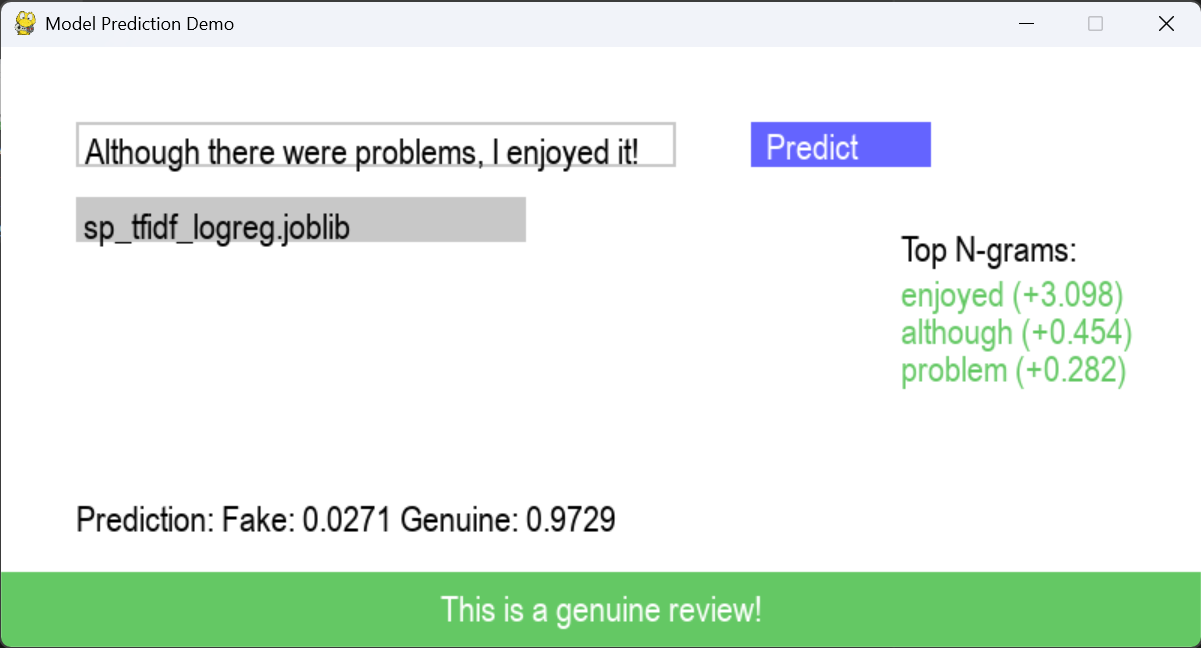 Model Prediction Demo
Although there were problems, I enjoyed it!
Predict
sp_tfidf_logreg.joblib
Top N-grams:
enjoyed (+3.098)
although (+0.454)
problem (+0.282)
Prediction: Fake: 0.0271 Genuine: 0.9729
This is a genuine review!